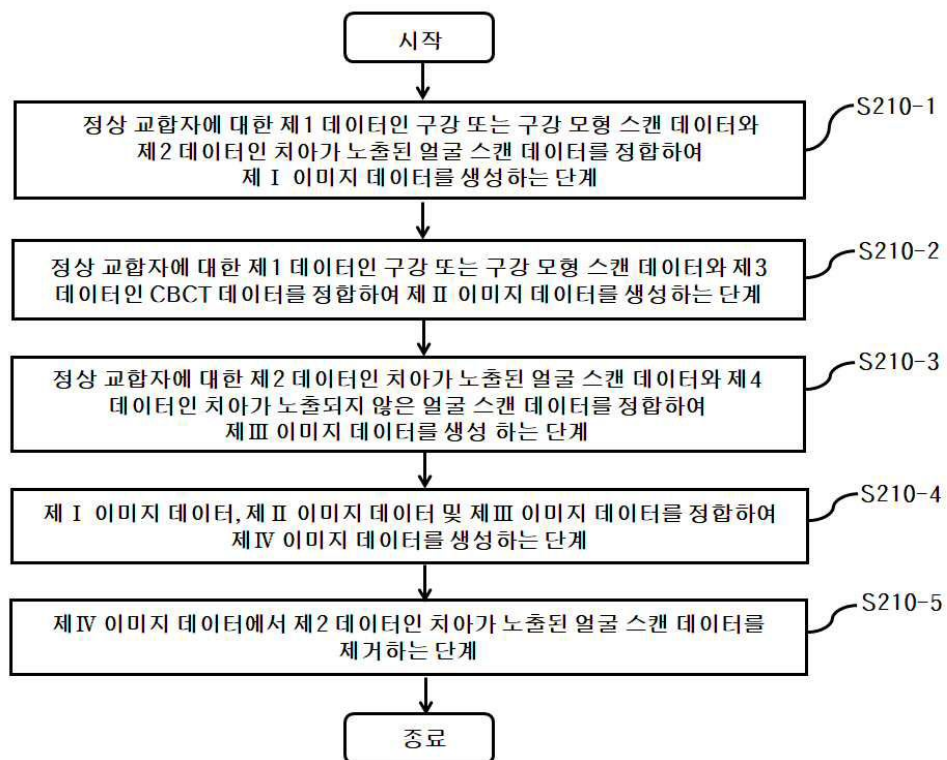 시작
정상 교합자에 대한 제1 데이터인 구강 또는 구강 모형 스캔 데이터와
제2 데이터인 치아가 노출된 얼굴 스캔 데이터를 정합하여
제 Ⅰ 이미지 데이터를 생성하는 단계
S210-1
정상 교합자에 대한 제1 데이터인 구강 또는 구강 모형 스캔 데이터와 제3
데이터인 CBCT 데이터를 정합하여 제 Ⅱ 이미지 데이터를 생성하는 단계
S210-2
정상 교합자에 대한 제2 데이터인 치아가 노출된 얼굴 스캔 데이터와 제4
데이터인 치아가 노출되지 않은 얼굴 스캔 데이터를 정합하여
제Ⅲ 이미지 데이터를 생성 하는 단계
S210-3
제 Ⅰ 이미지 데이터, 제 Ⅱ 이미지 데이터 및 제Ⅲ 이미지 데이터를 정합하여
제Ⅳ 이미지 데이터를 생성하는 단계
S210-4
제Ⅳ 이미지 데이터에서 제2 데이터인 치아가 노출된 얼굴 스캔 데이터를
제거하는 단계
S210-5
종료